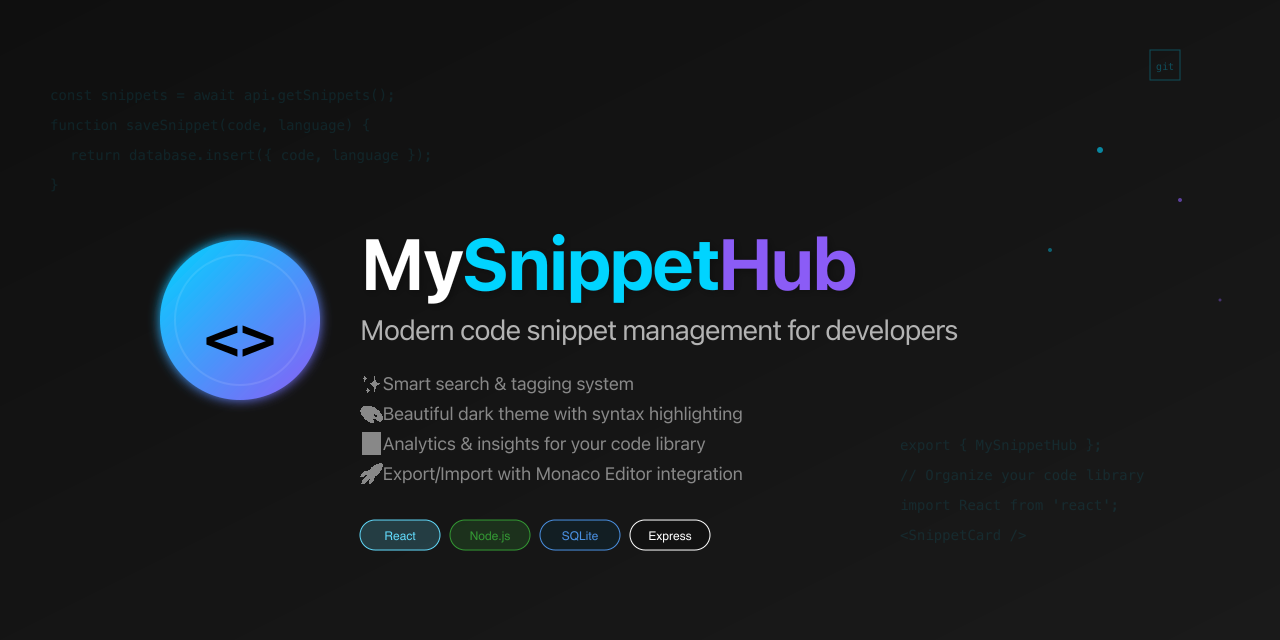 git
const snippets = await api.getSnippets();
function saveSnippet(code, language) {
return database.insert({ code, language });
}
<>
MySnippetHub
Modern code snippet management for developers
✨Smart search & tagging system
Beautiful dark theme with syntax highlighting
Analytics & insights for your code library
🚀Export/Import with Monaco Editor integration
export { MySnippetHub };
// Organize your code library
import React from 'react';
<SnippetCard />
React
Node.js
SQLite
Express